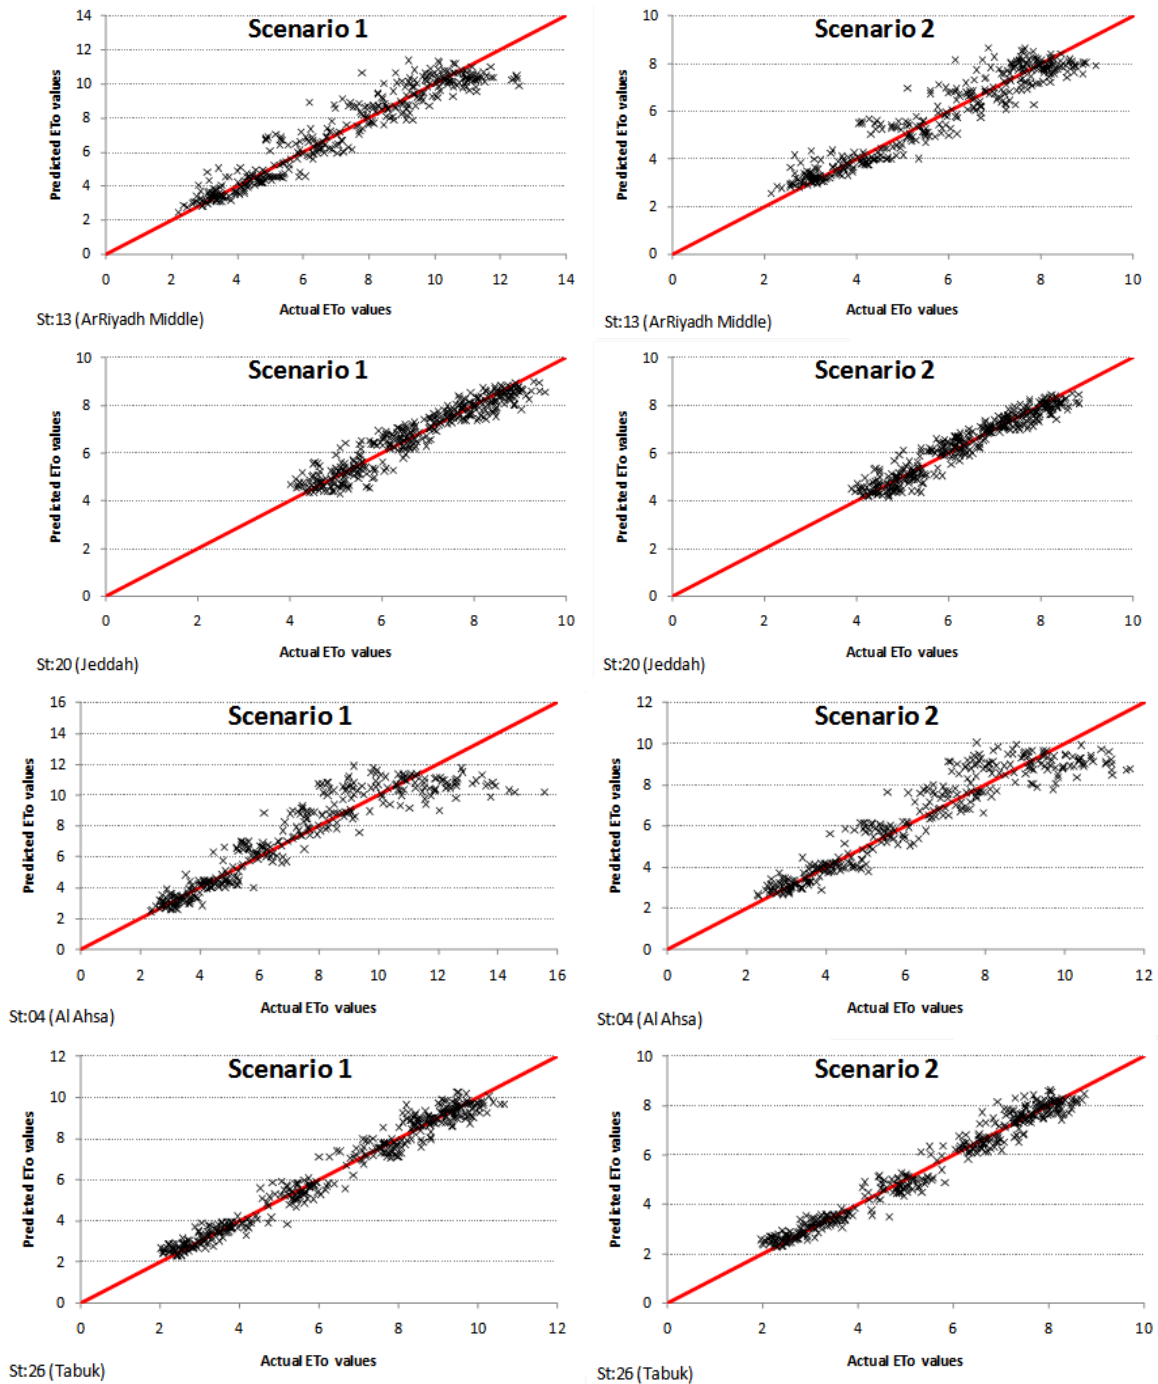 Scenario 1
Predicted ETo values
14
12
10
8
6
4
2
0
0 2 4 6 8 10 12 14
Actual ETo values
St:13 (ArRiyadh Middle)
Scenario 2
Predicted ETo values
10
8
6
4
2
0
0 2 4 6 8 10
Actual ETo values
St:13 (ArRiyadh Middle)
Scenario 1
Predicted ETo values
10
8
6
4
2
0
0 2 4 6 8 10
Actual ETo values
St:20 (Jeddah)
Scenario 2
Predicted ETo values
10
8
6
4
2
0
0 2 4 6 8 10
Actual ETo values
St:20 (Jeddah)
Scenario 1
Predicted ETo values
16
14
12
10
8
6
4
2
0
0 2 4 6 8 10 12 14 16
Actual ETo values
St:04 (Al Ahsa)
Scenario 2
Predicted ETo values
12
10
8
6
4
2
0
0 2 4 6 8 10 12
Actual ETo values
St:04 (Al Ahsa)
Scenario 1
Predicted ETo values
12
10
8
6
4
2
0
0 2 4 6 8 10 12
Actual ETo values
St:26 (Tabuk)
Scenario 2
Predicted ETo values
10
8
6
4
2
0
0 2 4 6 8 10
Actual ETo values
St:26 (Tabuk)